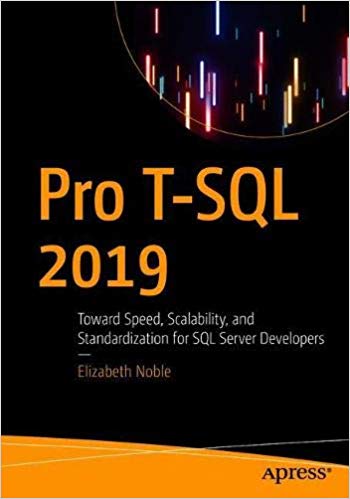 Pro T-SQL
2019
Toward Speed, Scalability, and
Standardization for SQL Server Developers
—
Elizabeth Noble
Apress®